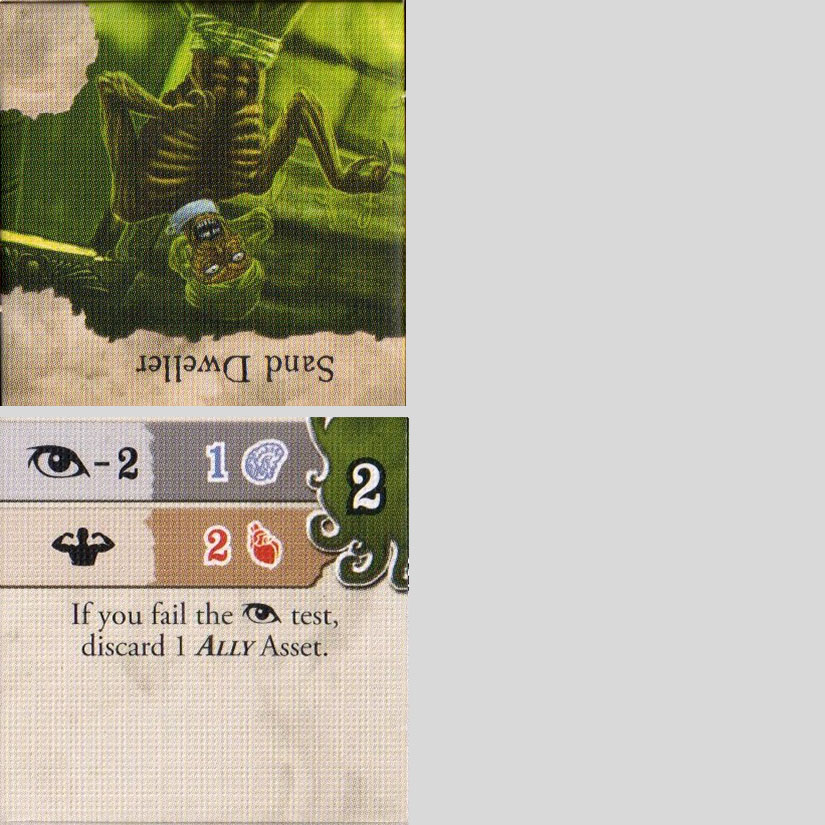 Sand Dweller
-2 1 2
2
If you fail the test,
discard 1 ALLY Asset.